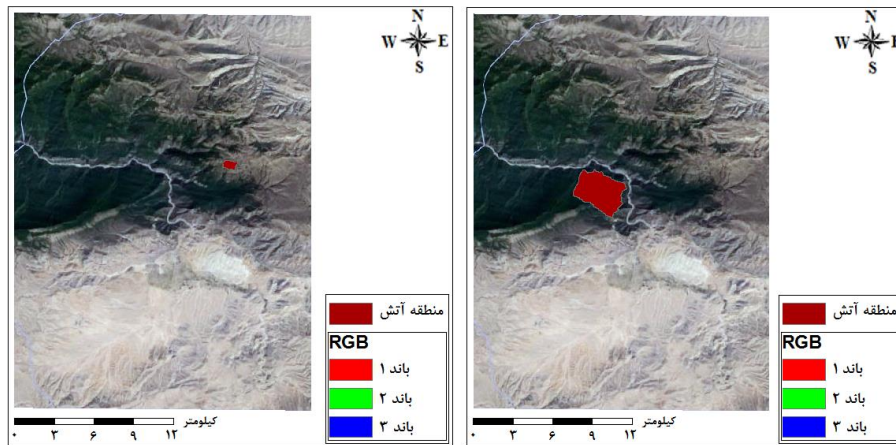 N
W E
S
منطقه آتش
RGB
باند ۱
باند ۲
باند ۳
کیلومتر
۰ ۳ ۶ ۹ ۱۲
N
W E
S
منطقه آتش
RGB
باند ۱
باند ۲
باند ۳
کیلومتر
۰ ۳ ۶ ۹ ۱۲